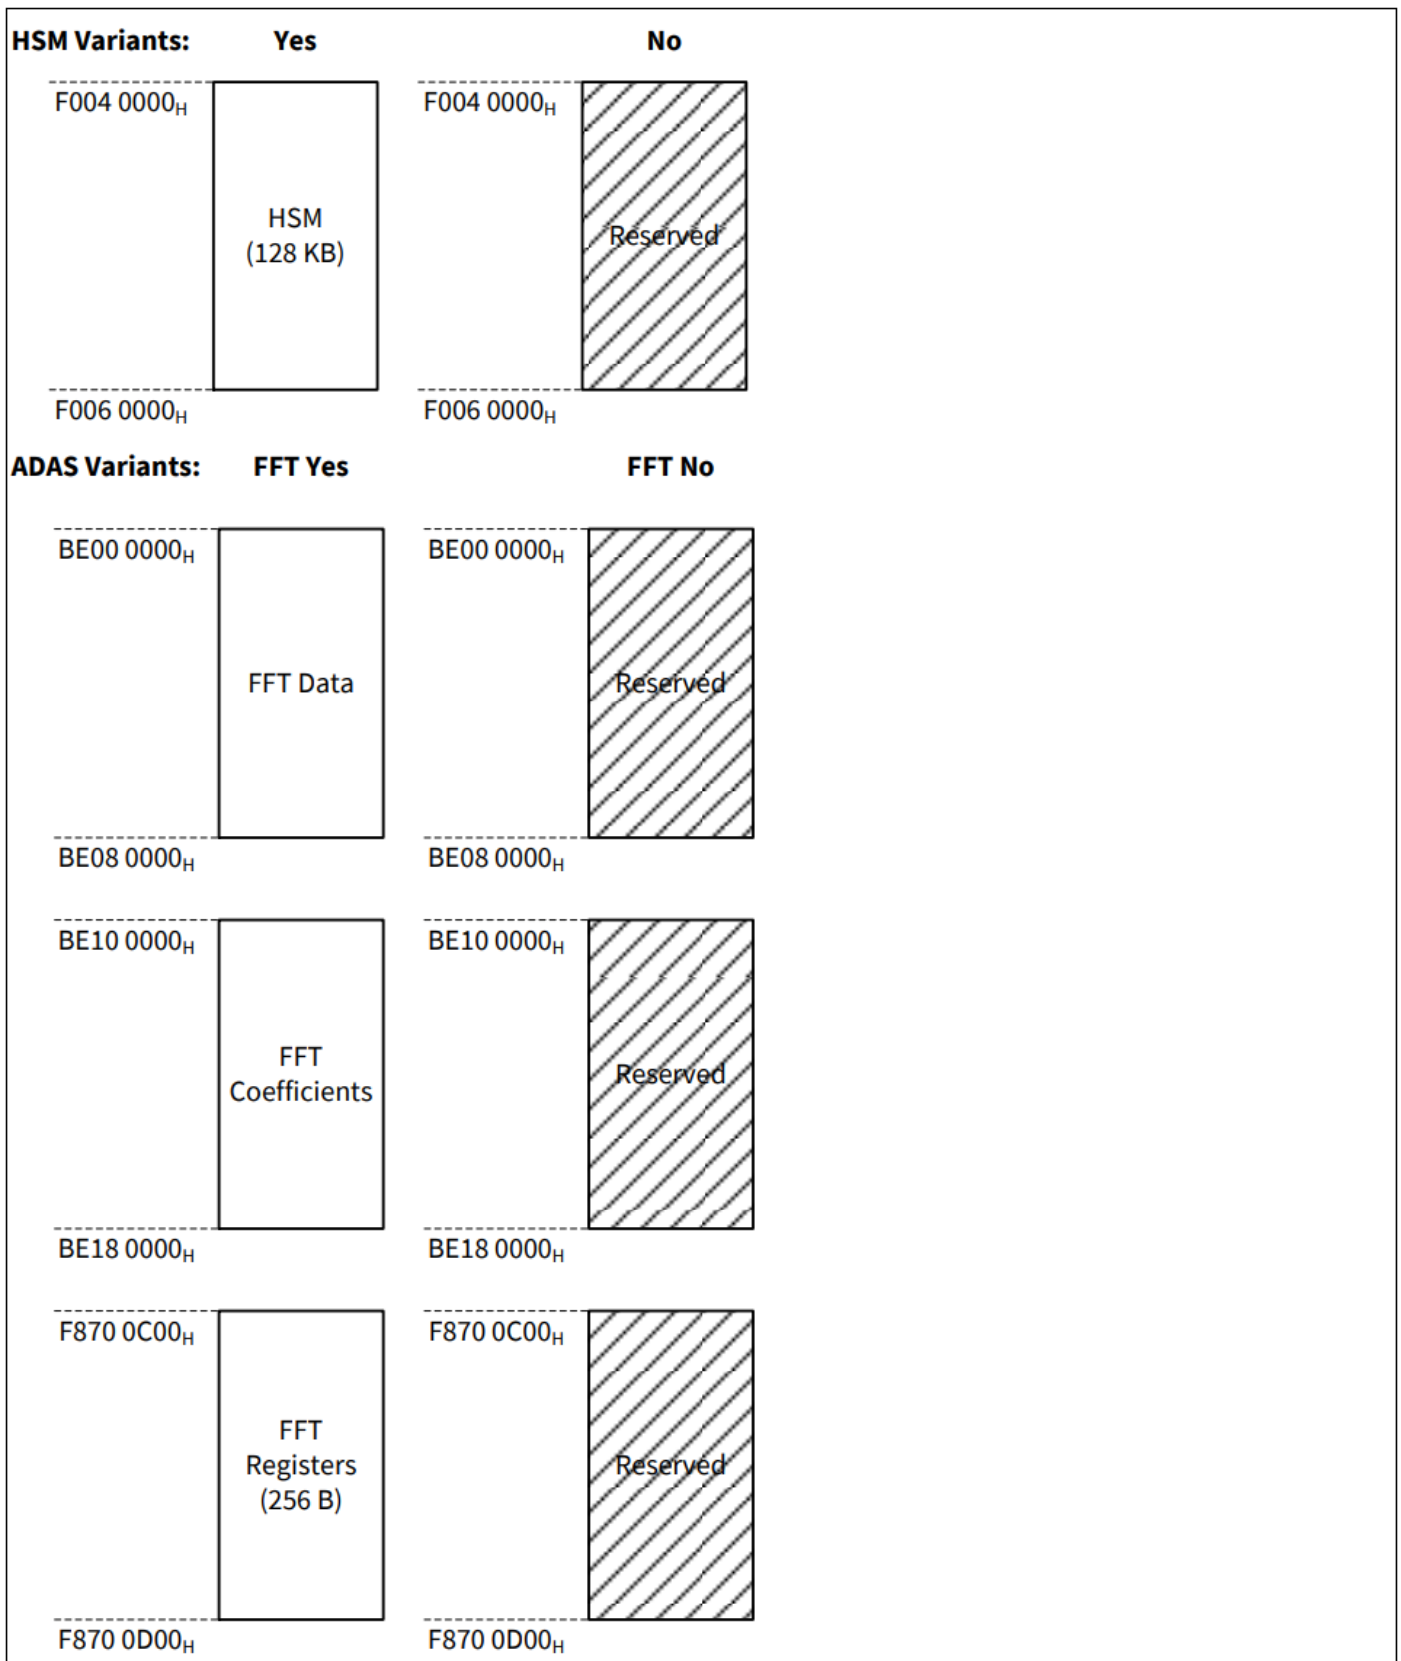 HSM Variants: Yes No
F004 0000H F004 0000H
HSM
(128 KB)
Reserved
F006 0000H F006 0000H
ADAS Variants: FFT Yes FFT No
BE00 0000H BE00 0000H
FFT Data Reserved
BE08 0000H BE08 0000H
BE10 0000H BE10 0000H
FFT
Coefficients
Reserved
BE18 0000H BE18 0000H
F870 0C00H F870 0C00H
FFT
Registers
(256 B)
Reserved
F870 0D00H F870 0D00H